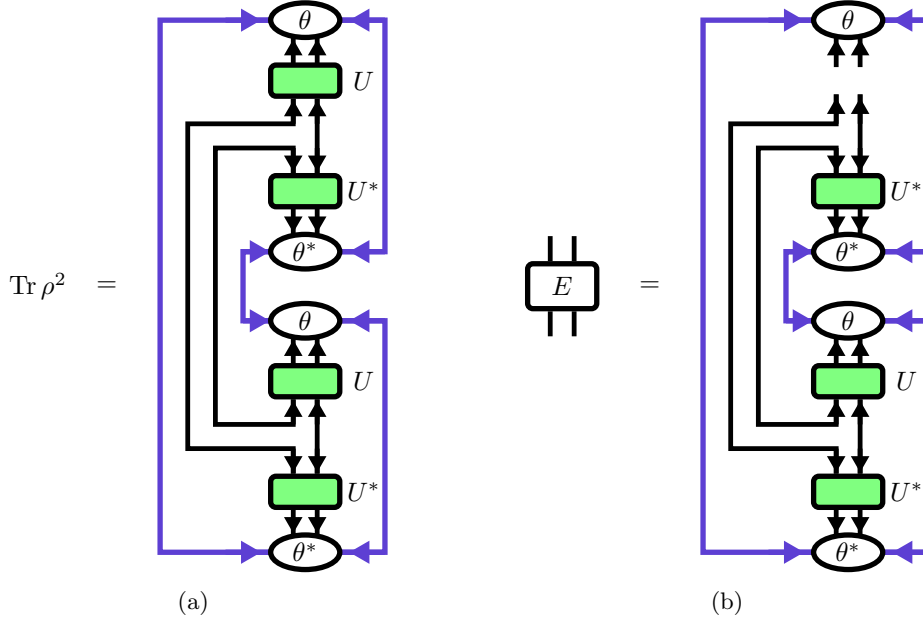 θ θ
U
U* U*
θ* θ*
Tr ρ² = E =
θ θ
U U
U* U*
θ* θ*
(a) (b)